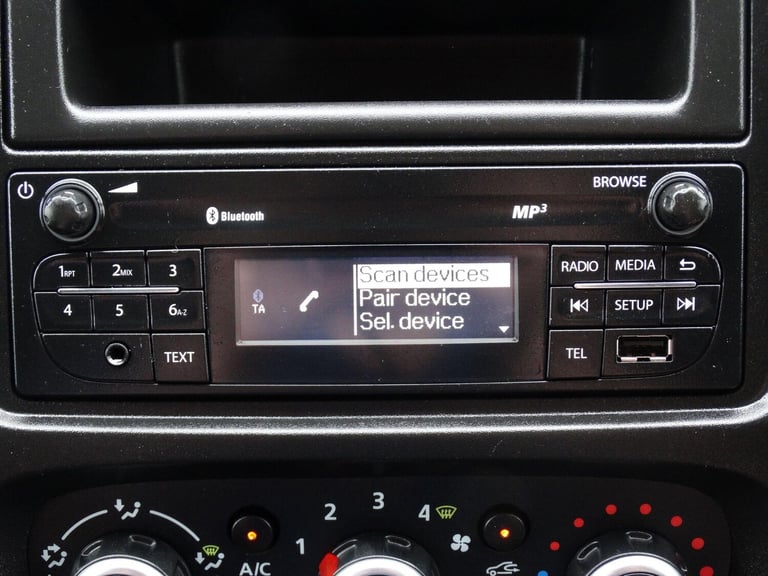 BROWSE
Bluetooth
MP3
1RPT 2MIX 3
4 5 6A-Z
TEXT
TA
Scan devices
Pair device
Sel. device
RADIO MEDIA
SETUP
TEL
1 2 3 4
A/C